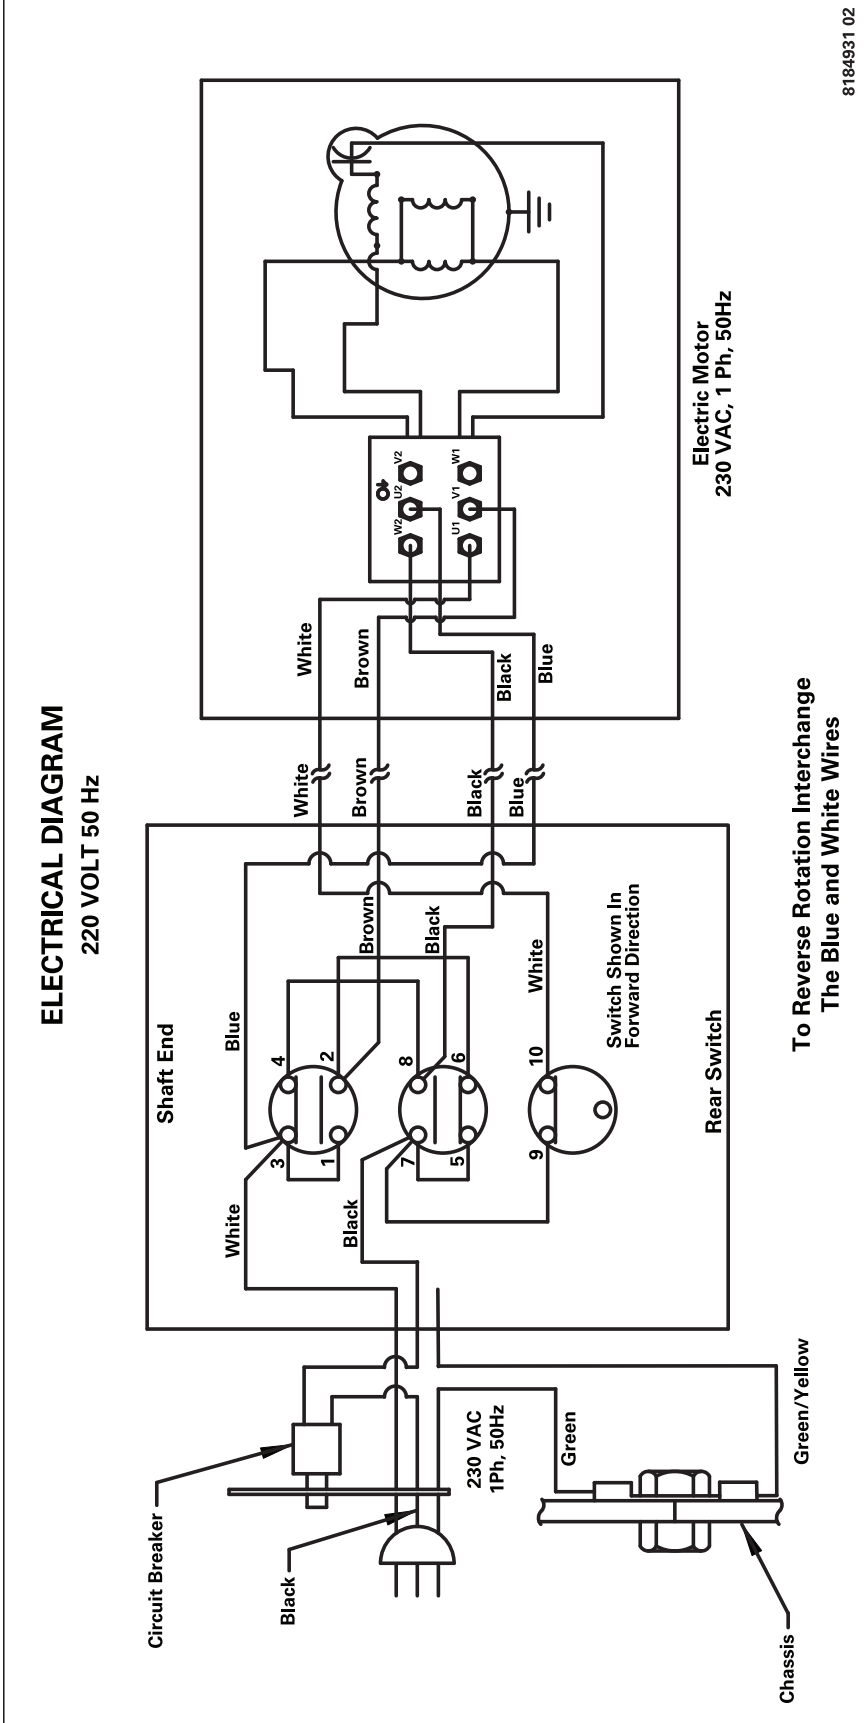 ELECTRICAL DIAGRAM
220 VOLT 50 Hz
Circuit Breaker
Black
230 VAC
1Ph, 50Hz
Green
Green/Yellow
Chassis
Shaft End
White
Blue
3
4
1
2
Black
7
8
5
6
9
10
Brown
Black
White
Switch Shown In
Forward Direction
Rear Switch
White
Brown
Black
Blue
White
Brown
Black
Blue
W2
U2
V2
U1
V1
W1
Electric Motor
230 VAC, 1 Ph, 50Hz
To Reverse Rotation Interchange
The Blue and White Wires
8184931 02